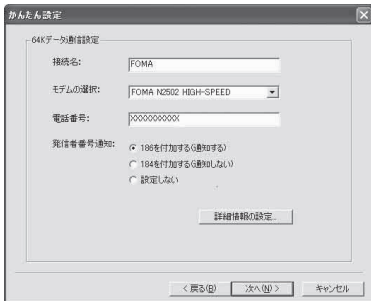 かんたん設定
64Kデータ通信設定
接続名: FOMA
モデムの選択: FOMA N2502 HIGH-SPEED
電話番号: XXXXXXXXXX
発信者番号通知: 186を付加する(通知する)
184を付加する(通知しない)
設定しない
詳細情報の設定...
< 戻る(B) 次へ(N) > キャンセル